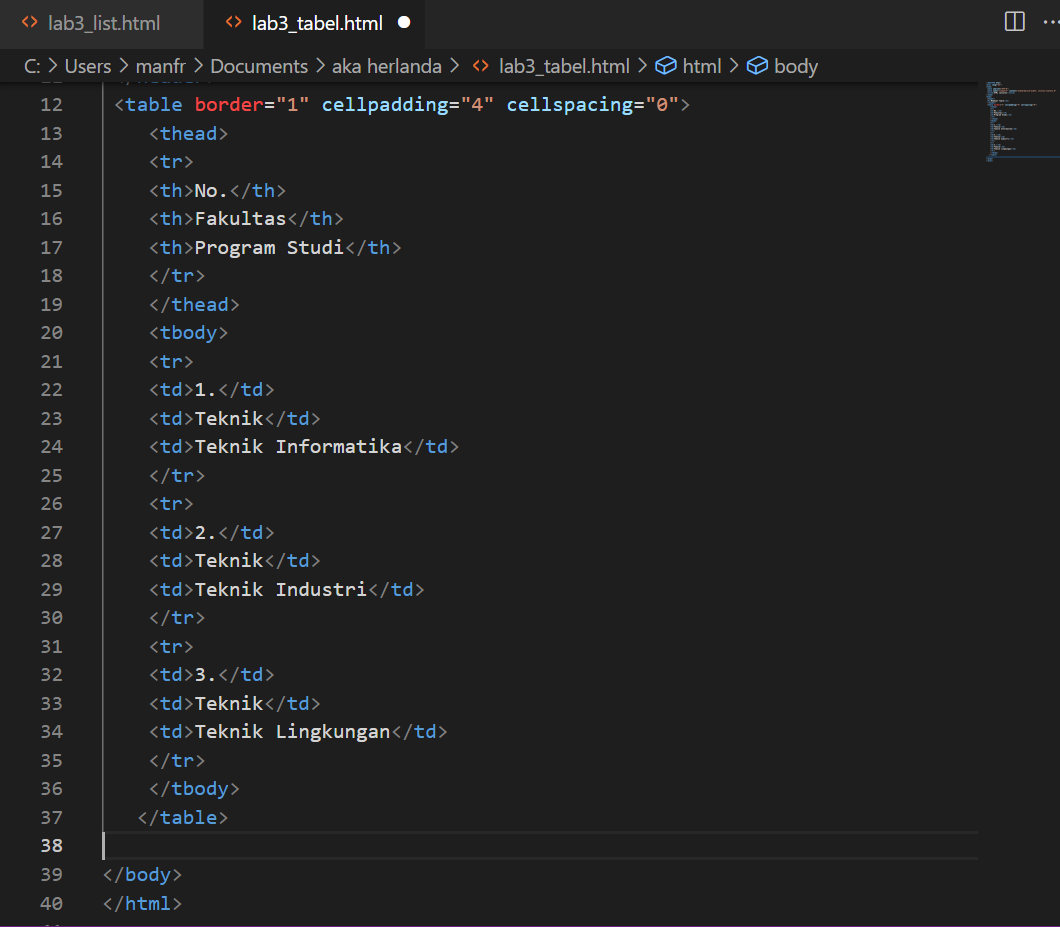 lab3_list.html lab3_tabel.html
C: > Users > manfr > Documents > aka herlanda > lab3_tabel.html > html > body
12 <table border="1" cellpadding="4" cellspacing="0">
13 <thead>
14 <tr>
15 <th>No.</th>
16 <th>Fakultas</th>
17 <th>Program Studi</th>
18 </tr>
19 </thead>
20 <tbody>
21 <tr>
22 <td>1.</td>
23 <td>Teknik</td>
24 <td>Teknik Informatika</td>
25 </tr>
26 <tr>
27 <td>2.</td>
28 <td>Teknik</td>
29 <td>Teknik Industri</td>
30 </tr>
31 <tr>
32 <td>3.</td>
33 <td>Teknik</td>
34 <td>Teknik Lingkungan</td>
35 </tr>
36 </tbody>
37 </table>
38
39 </body>
40 </html>